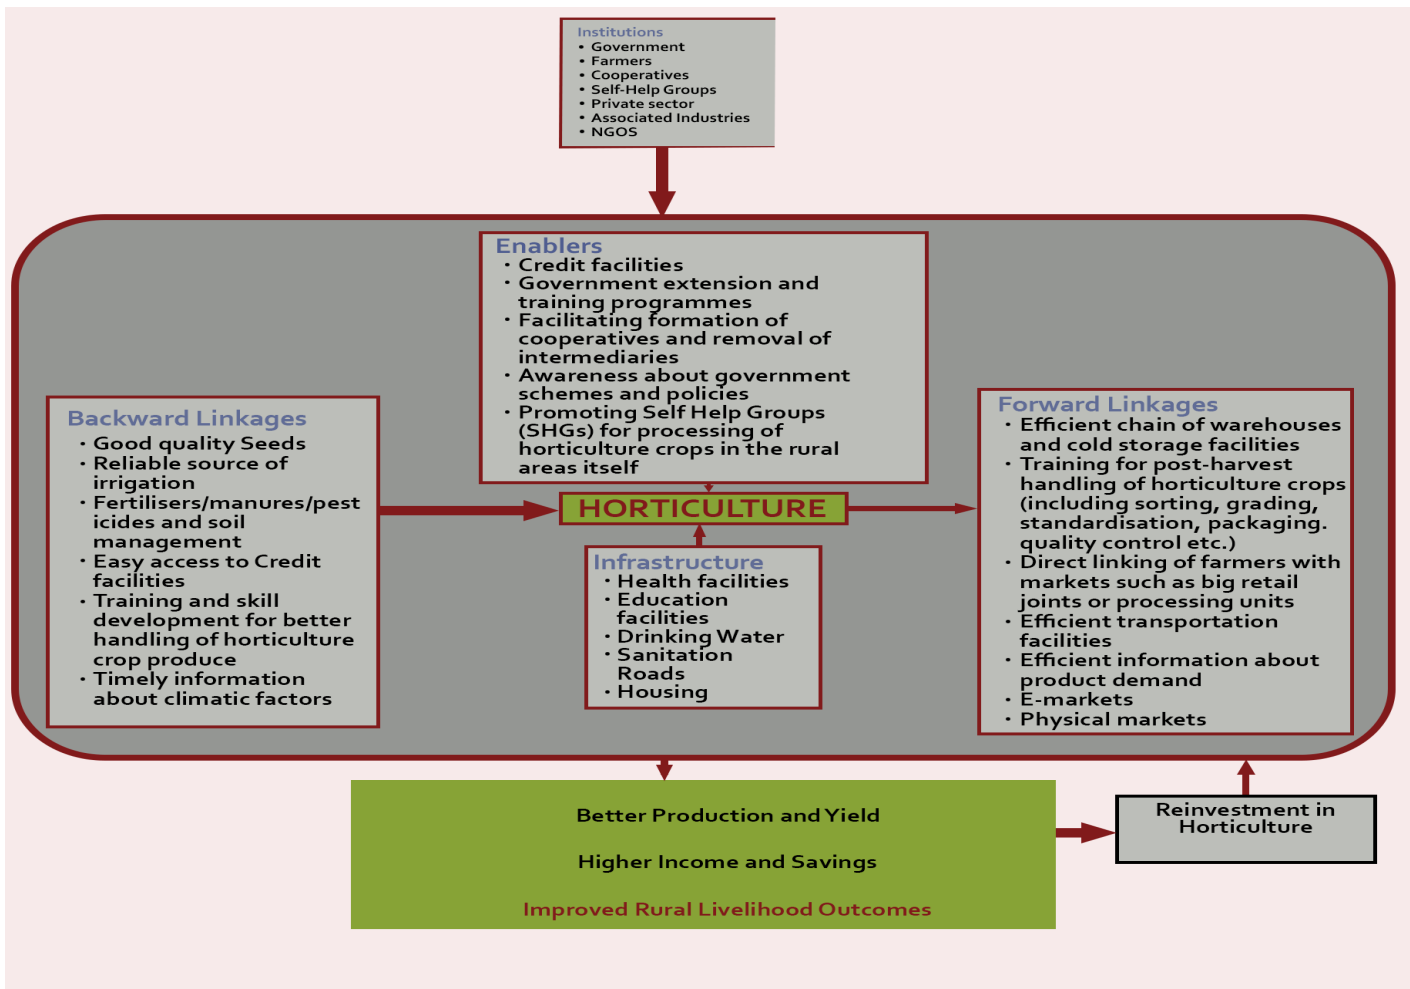 Institutions
• Government
• Farmers
• Cooperatives
• Self-Help Groups
• Private sector
• Associated Industries
• NGOS
Enablers
• Credit facilities
• Government extension and
training programmes
• Facilitating formation of
cooperatives and removal of
intermediaries
• Awareness about government
schemes and policies
• Promoting Self Help Groups
(SHGs) for processing of
horticulture crops in the rural
areas itself
Backward Linkages
• Good quality Seeds
• Reliable source of
irrigation
• Fertilisers/manures/pest
icides and soil
management
• Easy access to Credit
facilities
• Training and skill
development for better
handling of horticulture
crop produce
• Timely information
about climatic factors
HORTICULTURE
Infrastructure
• Health facilities
• Education
facilities
• Drinking Water
• Sanitation
Roads
• Housing
Forward Linkages
• Efficient chain of warehouses
and cold storage facilities
• Training for post-harvest
handling of horticulture crops
(including sorting, grading,
standardisation, packaging.
quality control etc.)
• Direct linking of farmers with
markets such as big retail
joints or processing units
• Efficient transportation
facilities
• Efficient information about
product demand
• E-markets
• Physical markets
Better Production and Yield
Higher Income and Savings
Improved Rural Livelihood Outcomes
Reinvestment in
Horticulture